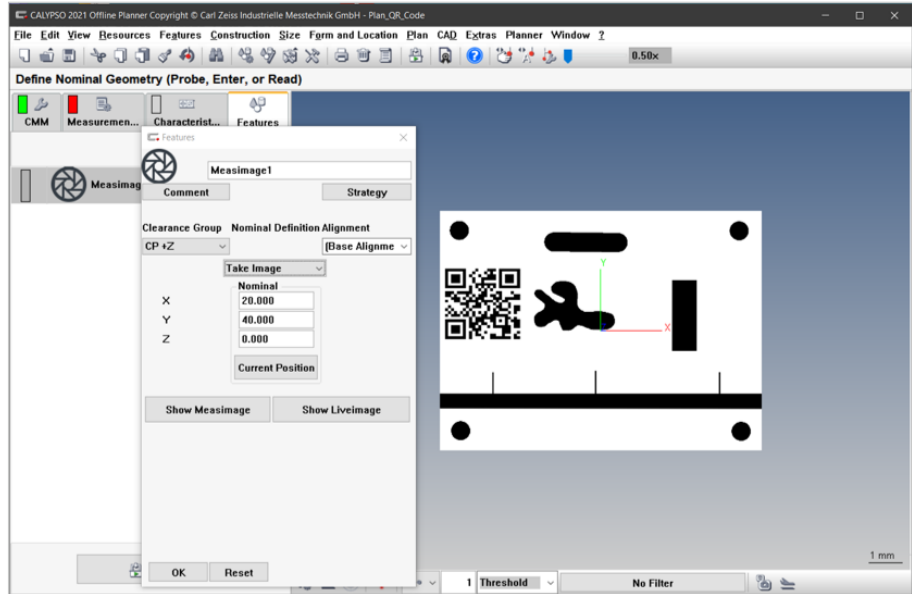 CALYPSO 2021 Offline Planner Copyright © Carl Zeiss Industrielle Messtechnik GmbH - Plan_QR_Code
File Edit View Resources Features Construction Size Form and Location Plan CAD Extras Planner Window ?
0.50x
Define Nominal Geometry (Probe, Enter, or Read)
CMM Measuremen... Characterist... Features
Features
Measimage1
Measimag
Comment Strategy
Clearance Group Nominal Definition Alignment
CP +Z (Base Alignme
Take Image
Nominal
X 20.000
Y 40.000
Z 0.000
Current Position
Show Measimage Show Liveimage
Y
X
1 mm
OK Reset
1 Threshold No Filter